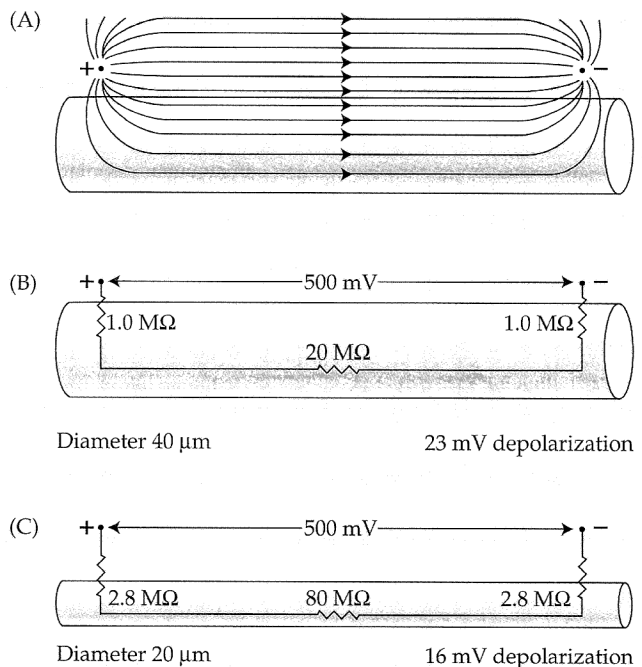 (A)
+ −
(B)
+ 500 mV −
1.0 MΩ 1.0 MΩ
20 MΩ
Diameter 40 μm 23 mV depolarization
(C)
+ 500 mV −
2.8 MΩ 80 MΩ 2.8 MΩ
Diameter 20 μm 16 mV depolarization